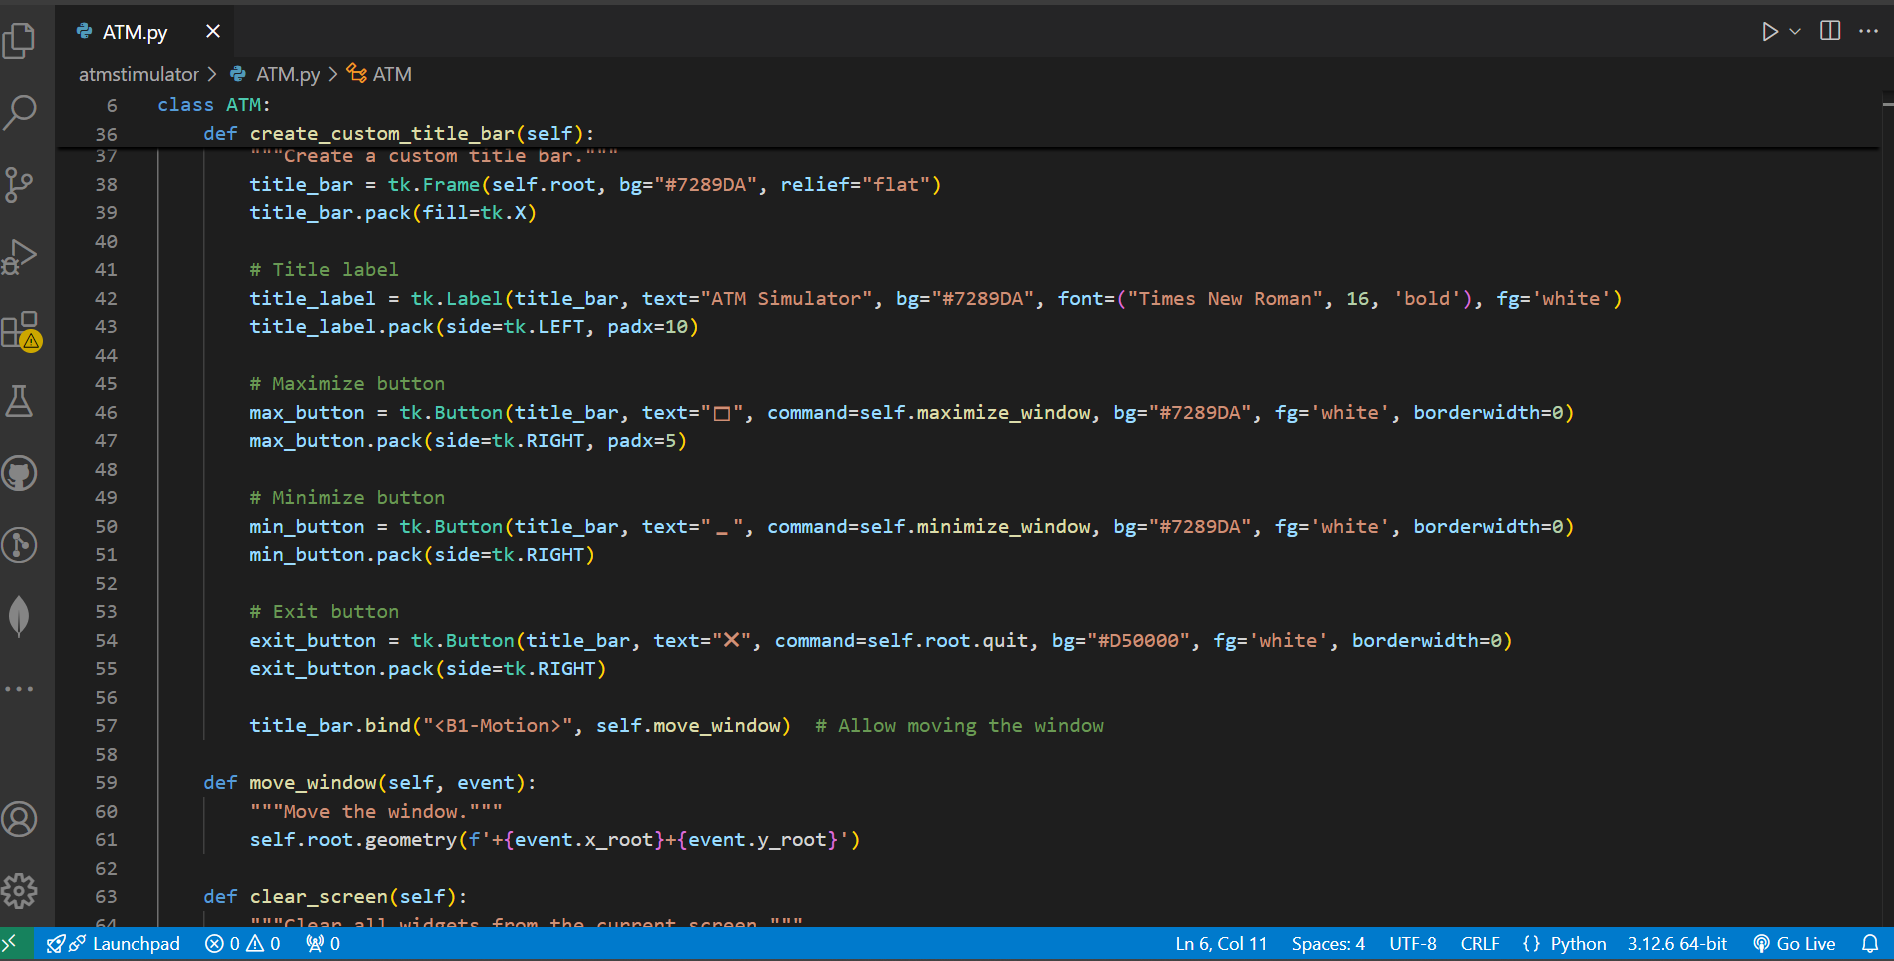 ATM.py
atmstimulator > ATM.py > ATM
6 class ATM:
36 def create_custom_title_bar(self):
37 """Create a custom title bar."""
38 title_bar = tk.Frame(self.root, bg="#7289DA", relief="flat")
39 title_bar.pack(fill=tk.X)
40
41 # Title label
42 title_label = tk.Label(title_bar, text="ATM Simulator", bg="#7289DA", font=("Times New Roman", 16, 'bold'), fg='white')
43 title_label.pack(side=tk.LEFT, padx=10)
44
45 # Maximize button
46 max_button = tk.Button(title_bar, text="🗖", command=self.maximize_window, bg="#7289DA", fg='white', borderwidth=0)
47 max_button.pack(side=tk.RIGHT, padx=5)
48
49 # Minimize button
50 min_button = tk.Button(title_bar, text="🗕", command=self.minimize_window, bg="#7289DA", fg='white', borderwidth=0)
51 min_button.pack(side=tk.RIGHT)
52
53 # Exit button
54 exit_button = tk.Button(title_bar, text="❌", command=self.root.quit, bg="#D50000", fg='white', borderwidth=0)
55 exit_button.pack(side=tk.RIGHT)
56
57 title_bar.bind("<B1-Motion>", self.move_window) # Allow moving the window
58
59 def move_window(self, event):
60 """Move the window."""
61 self.root.geometry(f'+{event.x_root}+{event.y_root}')
62
63 def clear_screen(self):
64 """Clear all widgets from the current screen."""
Launchpad 0 0 0 Ln 6, Col 11 Spaces: 4 UTF-8 CRLF {} Python 3.12.6 64-bit Go Live